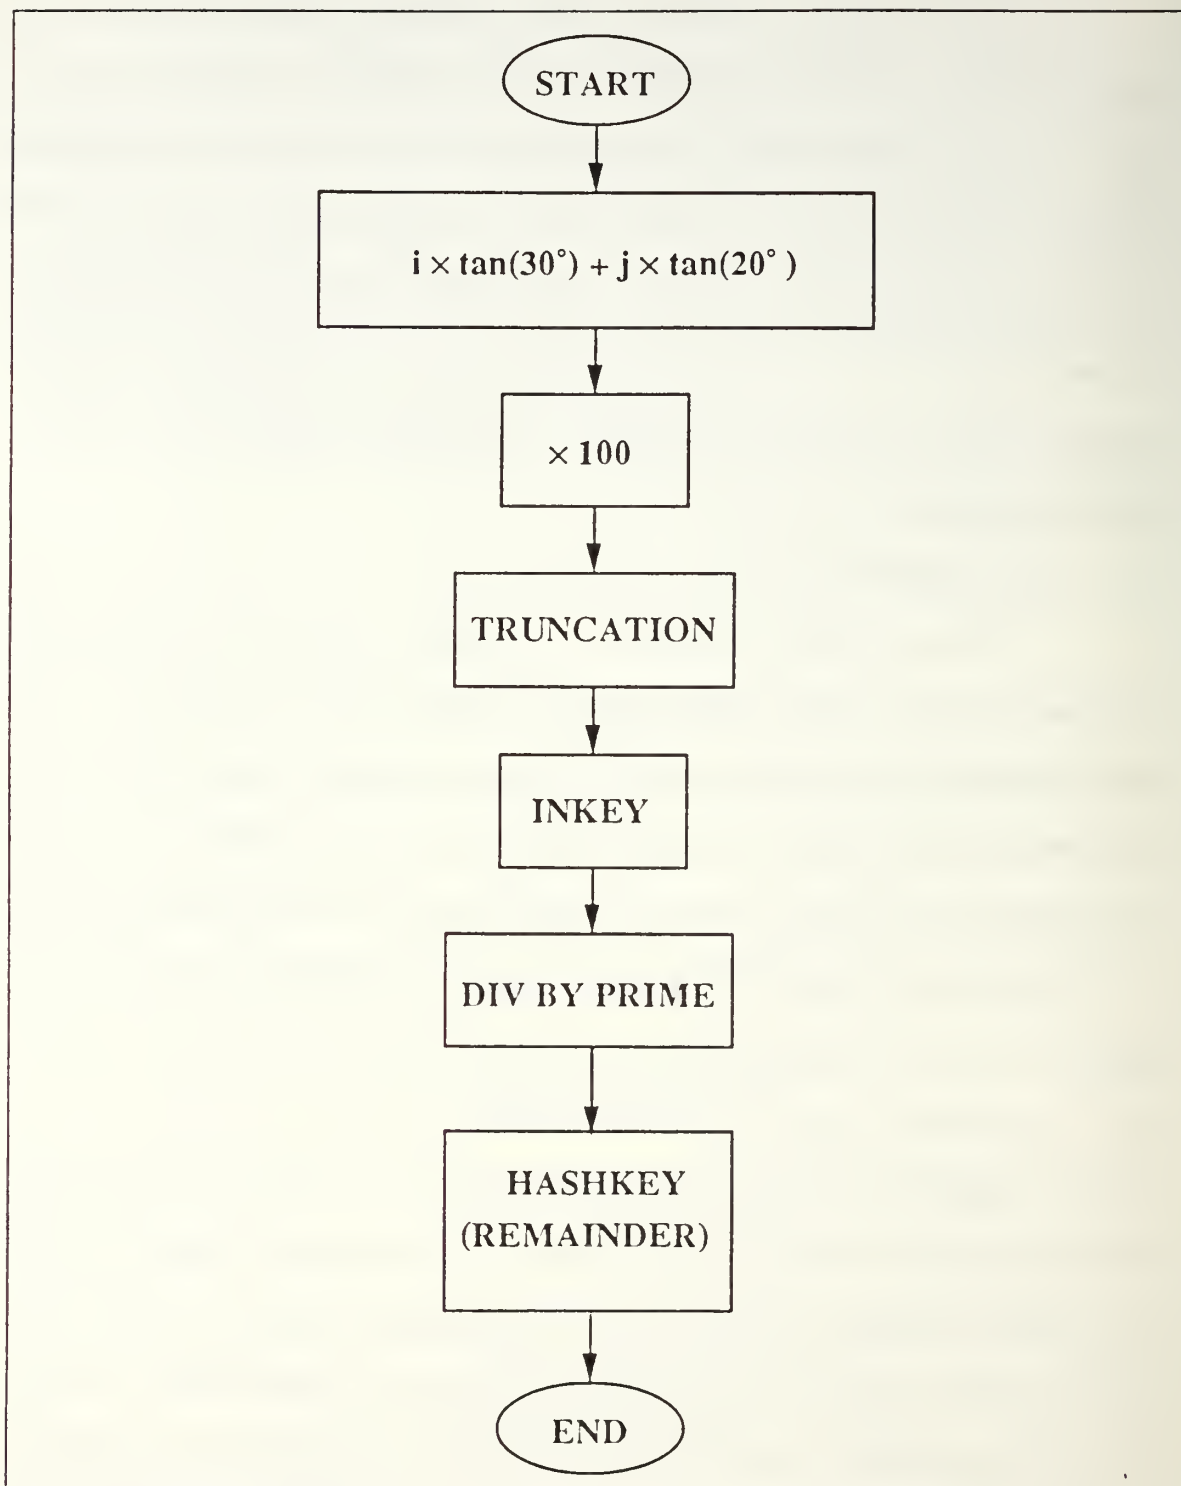 START
i × tan(30°) + j × tan(20°)
× 100
TRUNCATION
INKEY
DIV BY PRIME
HASHKEY
(REMAINDER)
END